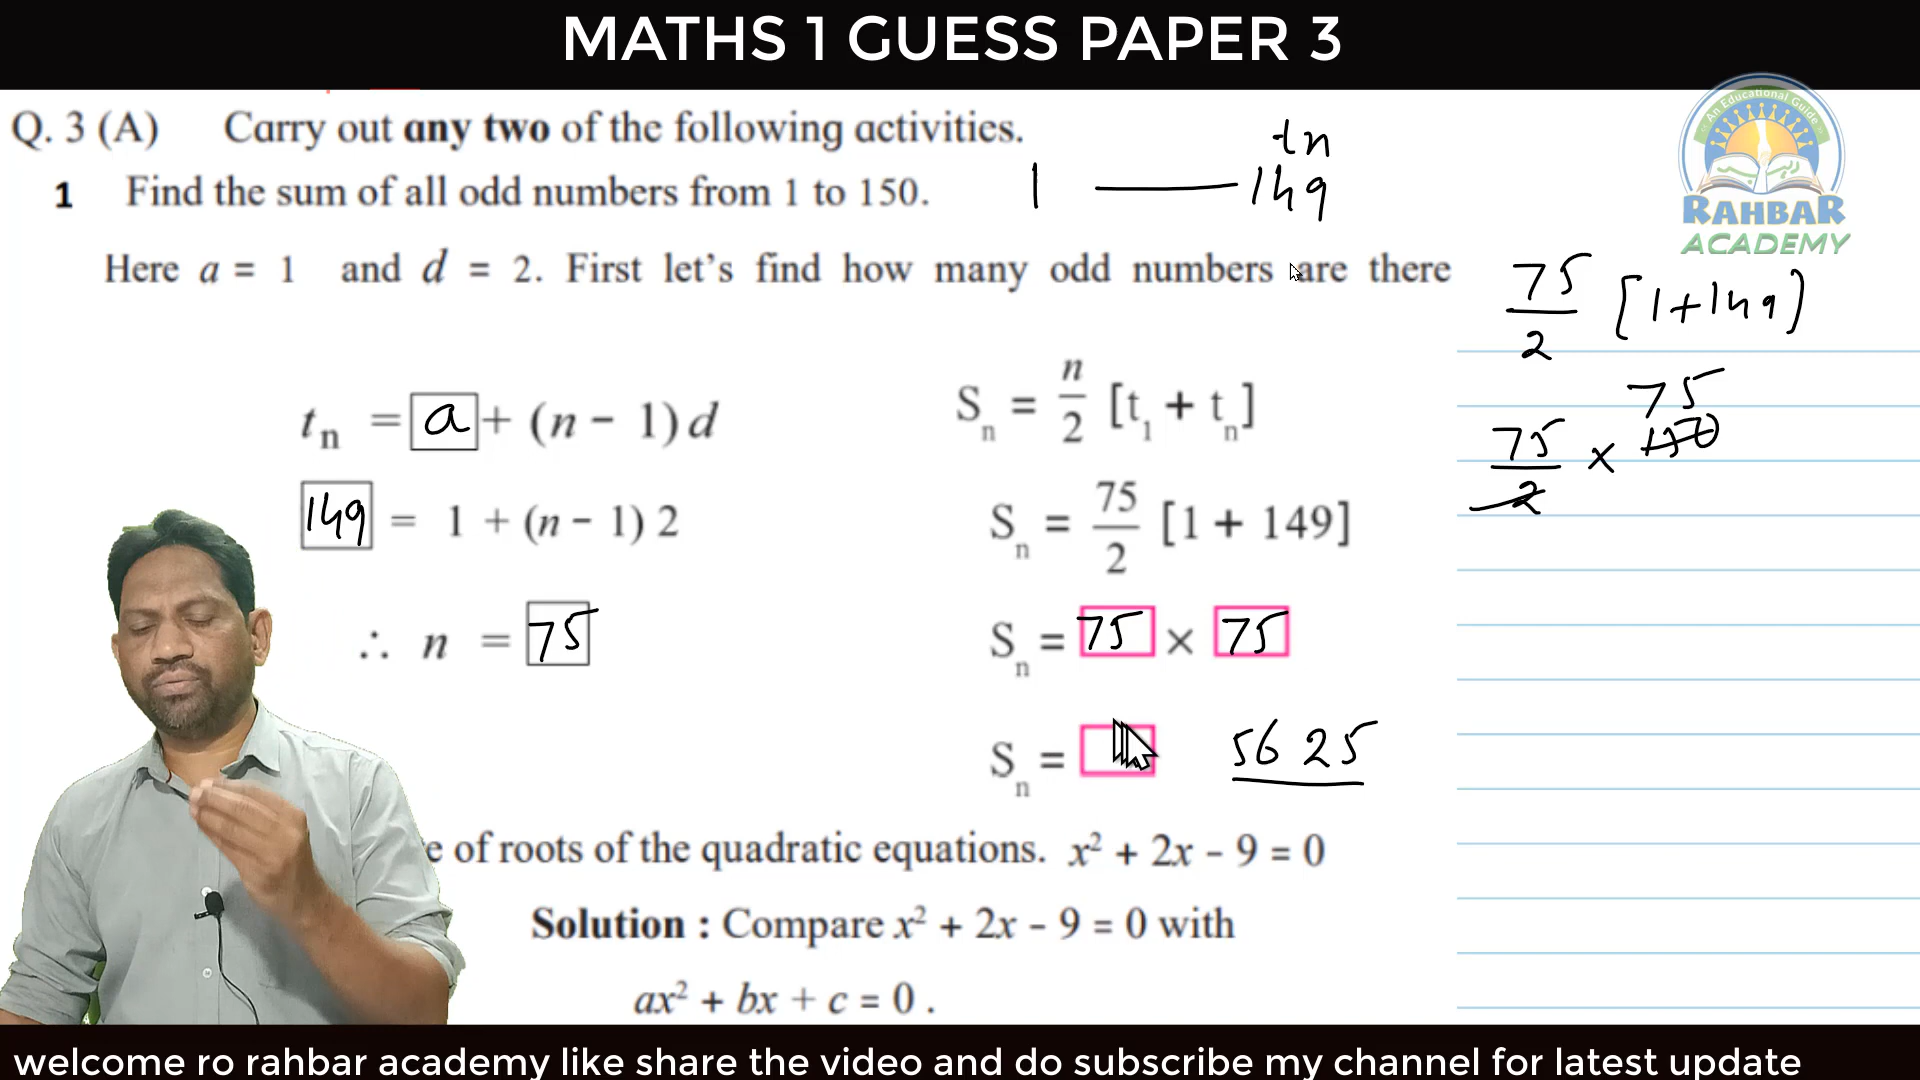 MATHS 1 GUESS PAPER 3
An Educational Guide
RAHBAR
ACADEMY
Q. 3 (A) Carry out any two of the following activities.
tn
1 Find the sum of all odd numbers from 1 to 150.
1 — 149
Here a = 1 and d = 2. First let's find how many odd numbers are there
75/2 [1+149]
tn = a + (n − 1) d
149 = 1 + (n − 1) 2
∴ n = 75
Sn = n/2 [t1 + tn]
Sn = 75/2 [1 + 149]
Sn = 75 × 75
Sn = 5625
75
75/2 × 150
e of roots of the quadratic equations. x² + 2x − 9 = 0
Solution : Compare x² + 2x − 9 = 0 with
ax² + bx + c = 0 .
welcome ro rahbar academy like share the video and do subscribe my channel for latest update